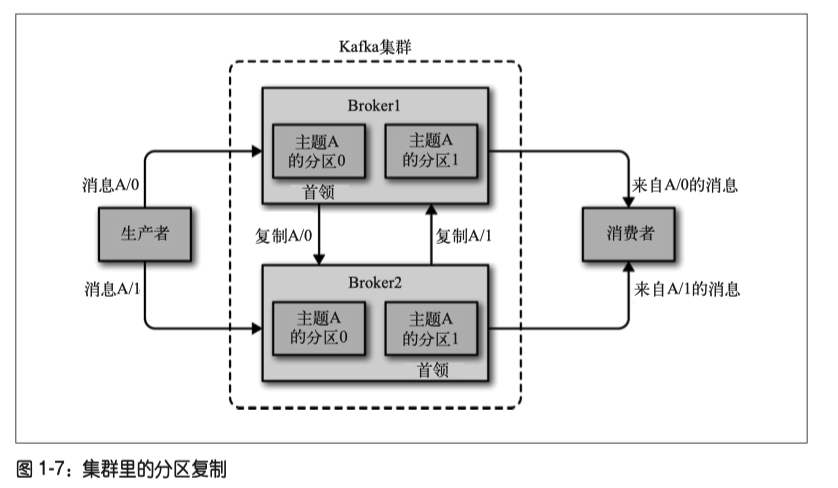 Kafka集群
Broker1
主题A
的分区0
主题A
的分区1
首领
消息A/0
来自A/0的消息
生产者
复制A/0
复制A/1
消费者
消息A/1
来自A/1的消息
Broker2
主题A
的分区0
主题A
的分区1
首领
图 1-7：集群里的分区复制